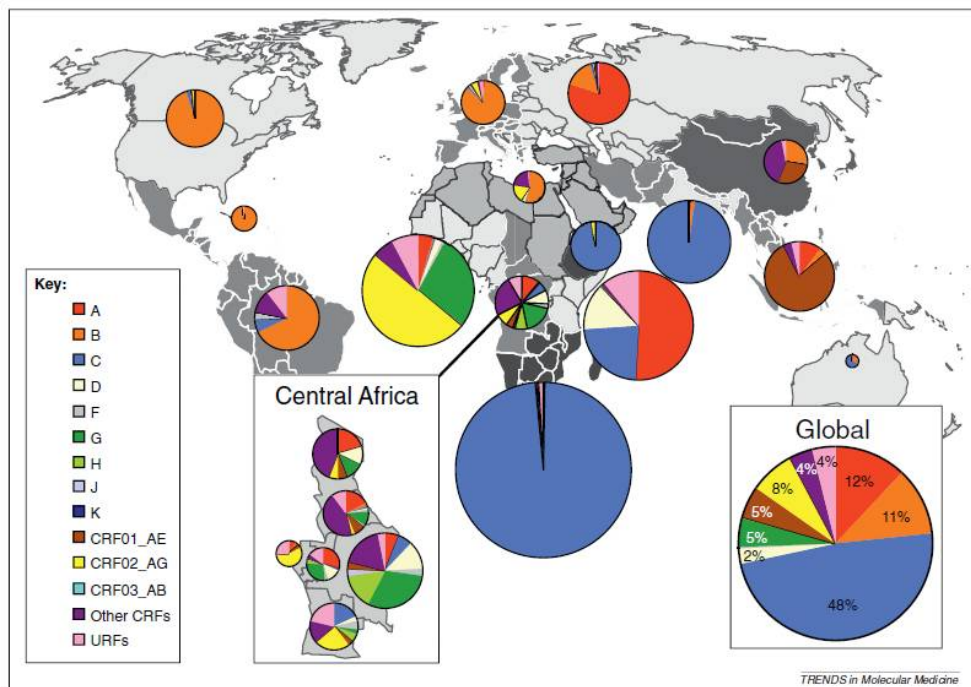 Key:
A
B
C
D
F
G
H
J
K
CRF01_AE
CRF02_AG
CRF03_AB
Other CRFs
URFs
Central Africa
Global
4%
4%
12%
8%
11%
5%
5%
2%
48%
TRENDS in Molecular Medicine